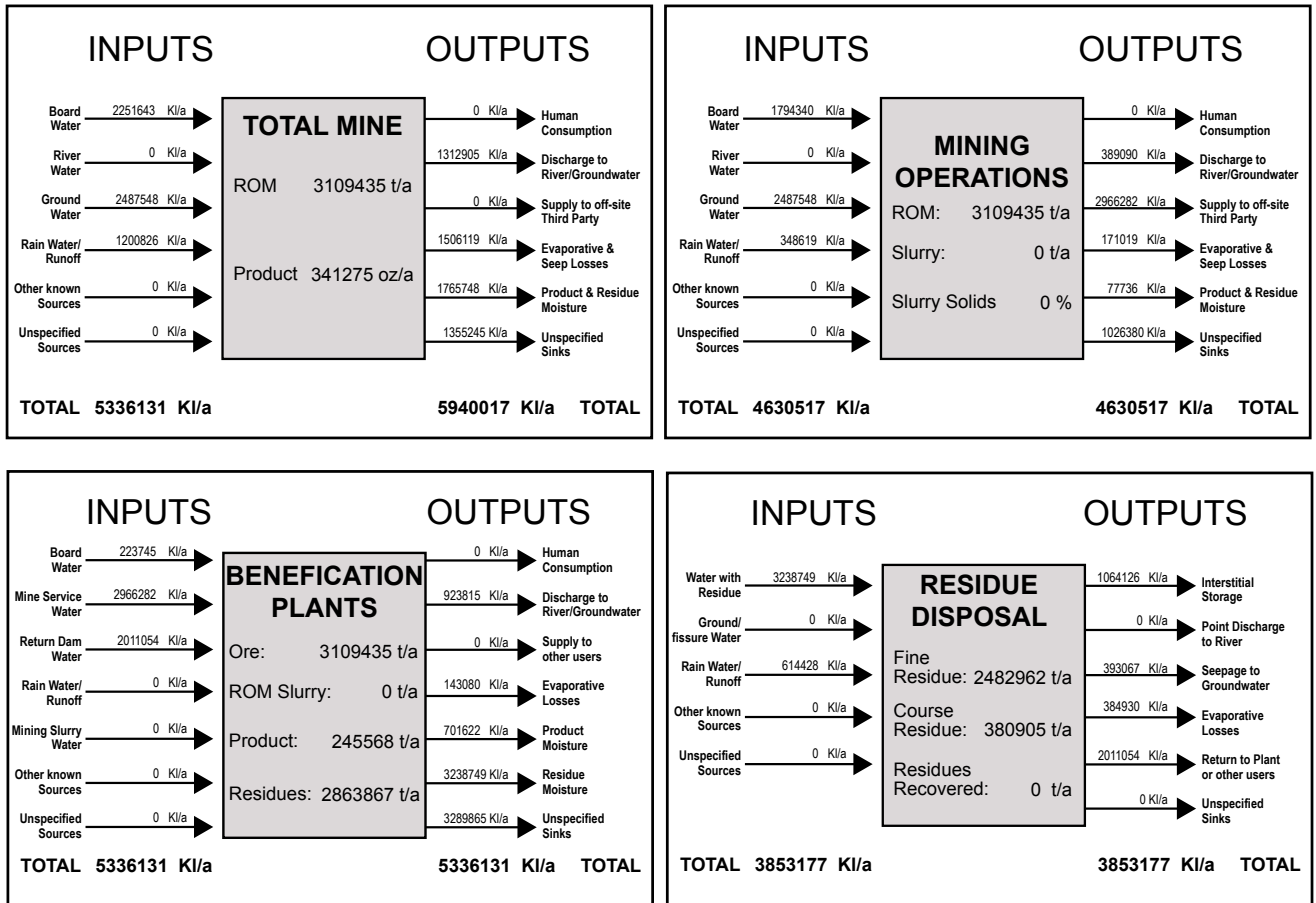 INPUTS
OUTPUTS
TOTAL MINE
ROM 3109435 t/a
Product 341275 oz/a
Board
Water
2251643 Kl/a
River
Water
0 Kl/a
Ground
Water
2487548 Kl/a
Rain Water/
Runoff
1200826 Kl/a
Other known
Sources
0 Kl/a
Unspecified
Sources
0 Kl/a
0 Kl/a
Human
Consumption
1312905 Kl/a
Discharge to
River/Groundwater
0 Kl/a
Supply to off-site
Third Party
1506119 Kl/a
Evaporative &
Seep Losses
1765748 Kl/a
Product & Residue
Moisture
1355245 Kl/a
Unspecified
Sinks
TOTAL 5336131 Kl/a
5940017 Kl/a TOTAL
INPUTS
OUTPUTS
MINING
OPERATIONS
ROM: 3109435 t/a
Slurry: 0 t/a
Slurry Solids 0 %
Board
Water
1794340 Kl/a
River
Water
0 Kl/a
Ground
Water
2487548 Kl/a
Rain Water/
Runoff
348619 Kl/a
Other known
Sources
0 Kl/a
Unspecified
Sources
0 Kl/a
0 Kl/a
Human
Consumption
389090 Kl/a
Discharge to
River/Groundwater
2966282 Kl/a
Supply to off-site
Third Party
171019 Kl/a
Evaporative &
Seep Losses
77736 Kl/a
Product & Residue
Moisture
1026380 Kl/a
Unspecified
Sinks
TOTAL 4630517 Kl/a
4630517 Kl/a TOTAL
INPUTS
OUTPUTS
BENEFICATION
PLANTS
Ore: 3109435 t/a
ROM Slurry: 0 t/a
Product: 245568 t/a
Residues: 2863867 t/a
Board
Water
223745 Kl/a
Mine Service
Water
2966282 Kl/a
Return Dam
Water
2011054 Kl/a
Rain Water/
Runoff
0 Kl/a
Mining Slurry
Water
0 Kl/a
Other known
Sources
0 Kl/a
Unspecified
Sources
0 Kl/a
0 Kl/a
Human
Consumption
923815 Kl/a
Discharge to
River/Groundwater
0 Kl/a
Supply to
other users
143080 Kl/a
Evaporative
Losses
701622 Kl/a
Product
Moisture
3238749 Kl/a
Residue
Moisture
3289865 Kl/a
Unspecified
Sinks
TOTAL 5336131 Kl/a
5336131 Kl/a TOTAL
INPUTS
OUTPUTS
RESIDUE
DISPOSAL
Fine
Residue: 2482962 t/a
Course
Residue: 380905 t/a
Residues
Recovered: 0 t/a
Water with
Residue
3238749 Kl/a
Ground/
fissure Water
0 Kl/a
Rain Water/
Runoff
614428 Kl/a
Other known
Sources
0 Kl/a
Unspecified
Sources
0 Kl/a
1064126 Kl/a
Interstitial
Storage
0 Kl/a
Point Discharge
to River
393067 Kl/a
Seepage to
Groundwater
384930 Kl/a
Evaporative
Losses
2011054 Kl/a
Return to Plant
or other users
0 Kl/a
Unspecified
Sinks
TOTAL 3853177 Kl/a
3853177 Kl/a TOTAL